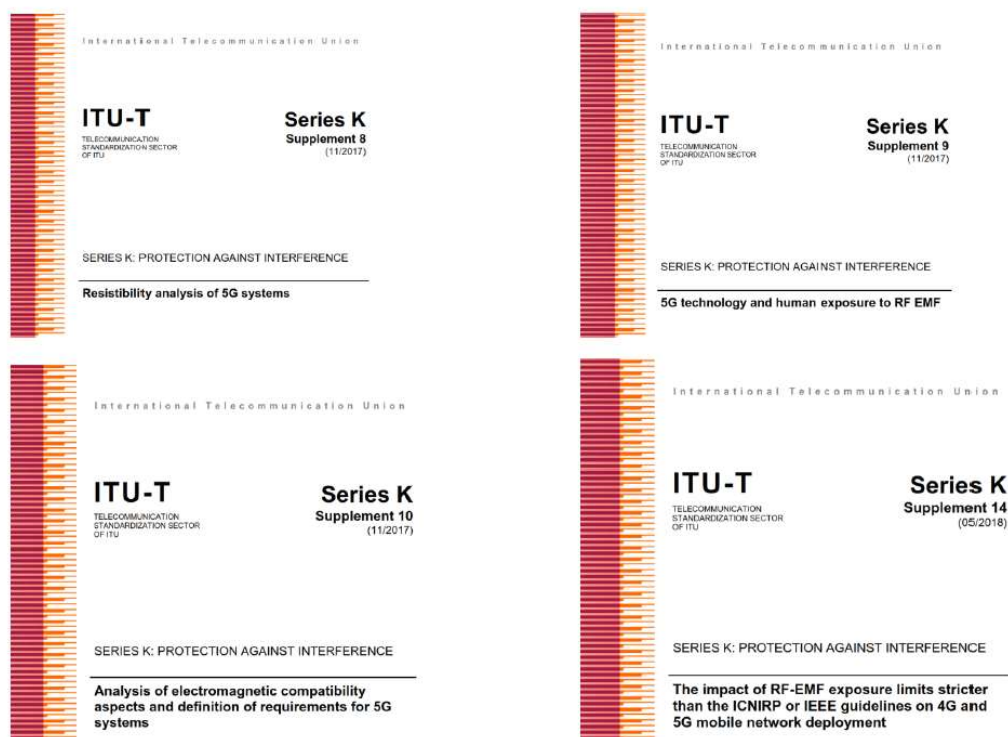 International Telecommunication Union
ITU-T
TELECOMMUNICATION
STANDARDIZATION SECTOR
OF ITU
Series K
Supplement 8
(11/2017)
SERIES K: PROTECTION AGAINST INTERFERENCE
Resistibility analysis of 5G systems
International Telecommunication Union
ITU-T
TELECOMMUNICATION
STANDARDIZATION SECTOR
OF ITU
Series K
Supplement 9
(11/2017)
SERIES K: PROTECTION AGAINST INTERFERENCE
5G technology and human exposure to RF EMF
International Telecommunication Union
ITU-T
TELECOMMUNICATION
STANDARDIZATION SECTOR
OF ITU
Series K
Supplement 10
(11/2017)
SERIES K: PROTECTION AGAINST INTERFERENCE
Analysis of electromagnetic compatibility
aspects and definition of requirements for 5G
systems
International Telecommunication Union
ITU-T
TELECOMMUNICATION
STANDARDIZATION SECTOR
OF ITU
Series K
Supplement 14
(05/2018)
SERIES K: PROTECTION AGAINST INTERFERENCE
The impact of RF-EMF exposure limits stricter
than the ICNIRP or IEEE guidelines on 4G and
5G mobile network deployment